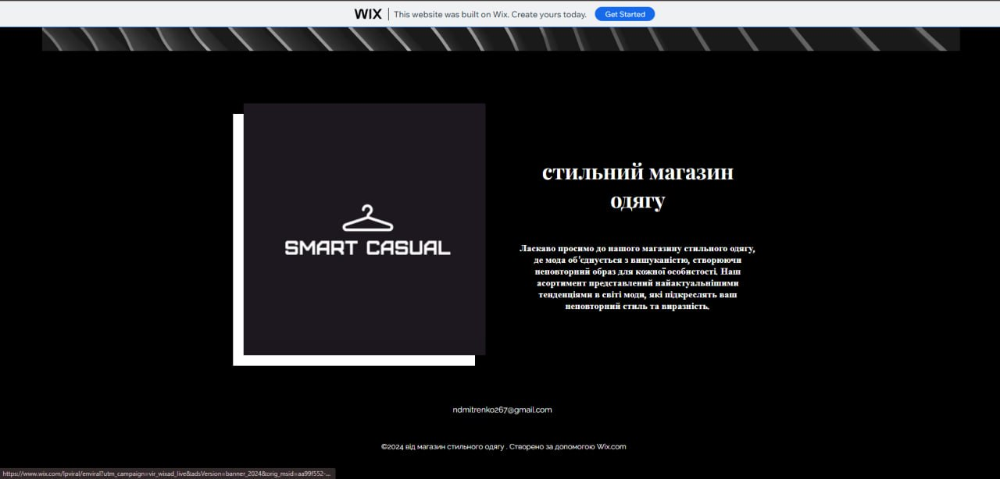 WIX | This website was built on Wix. Create yours today. Get Started
SMART CASUAL
стильний магазин
одягу
Ласкаво просимо до нашого магазину стильного одягу,
де мода об'єднується з вишуканістю, створюючи
неповторний образ для кожної особистості. Наш
асортимент представлений найактуальнішими
тенденціями в світі моди, які підкреслять ваш
неповторний стиль та виразність.
ndmitrenko267@gmail.com
©2024 від магазин стильного одягу . Створено за допомогою Wix.com
https://www.wix.com/lpviral/enviral?utm_campaign=vir_wixad_live&adsVersion=banner_2024&orig_msid=aa99f552-...